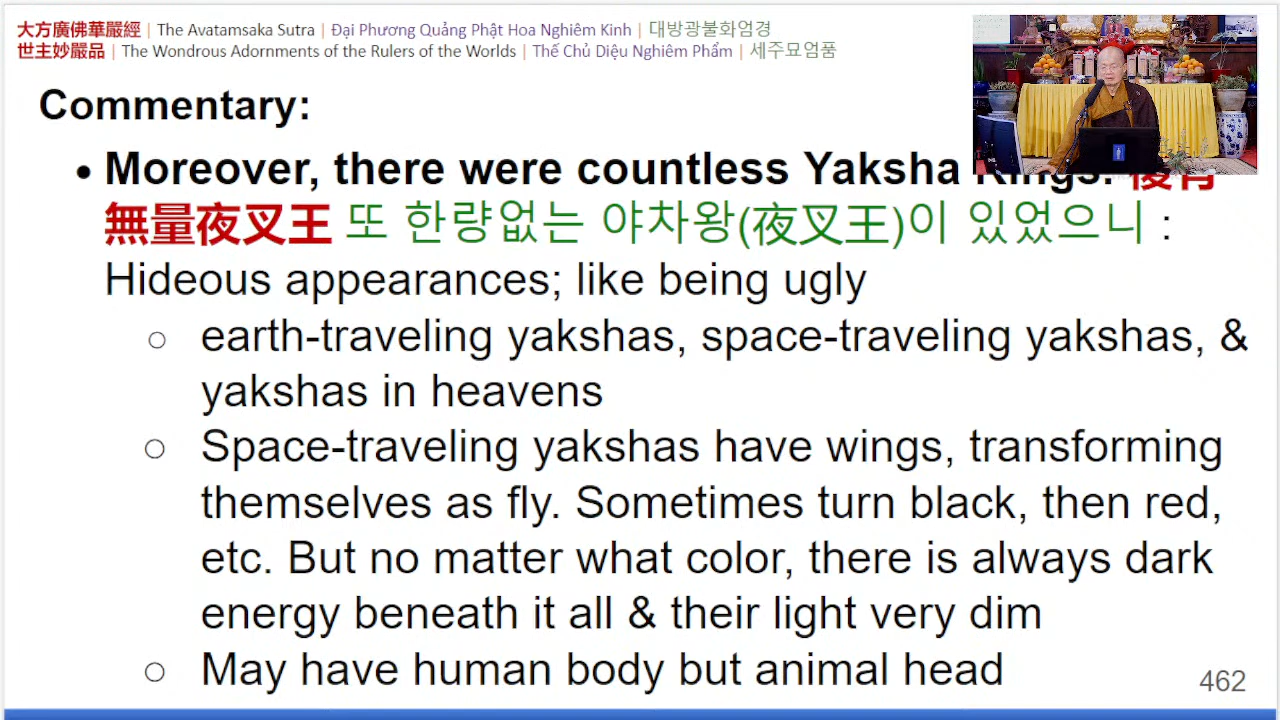 大方廣佛華嚴經 | The Avatamsaka Sutra | Đại Phương Quảng Phật Hoa Nghiêm Kinh | 대방광불화엄경
世主妙嚴品 | The Wondrous Adornments of the Rulers of the Worlds | Thế Chủ Diệu Nghiêm Phẩm | 세주묘엄품
Commentary:
• Moreover, there were countless Yaksha Kings. 復有
無量夜叉王 또 한량없는 야차왕(夜叉王)이 있었으니 :
Hideous appearances; like being ugly
○ earth-traveling yakshas, space-traveling yakshas, &
yakshas in heavens
○ Space-traveling yakshas have wings, transforming
themselves as fly. Sometimes turn black, then red,
etc. But no matter what color, there is always dark
energy beneath it all & their light very dim
○ May have human body but animal head
462